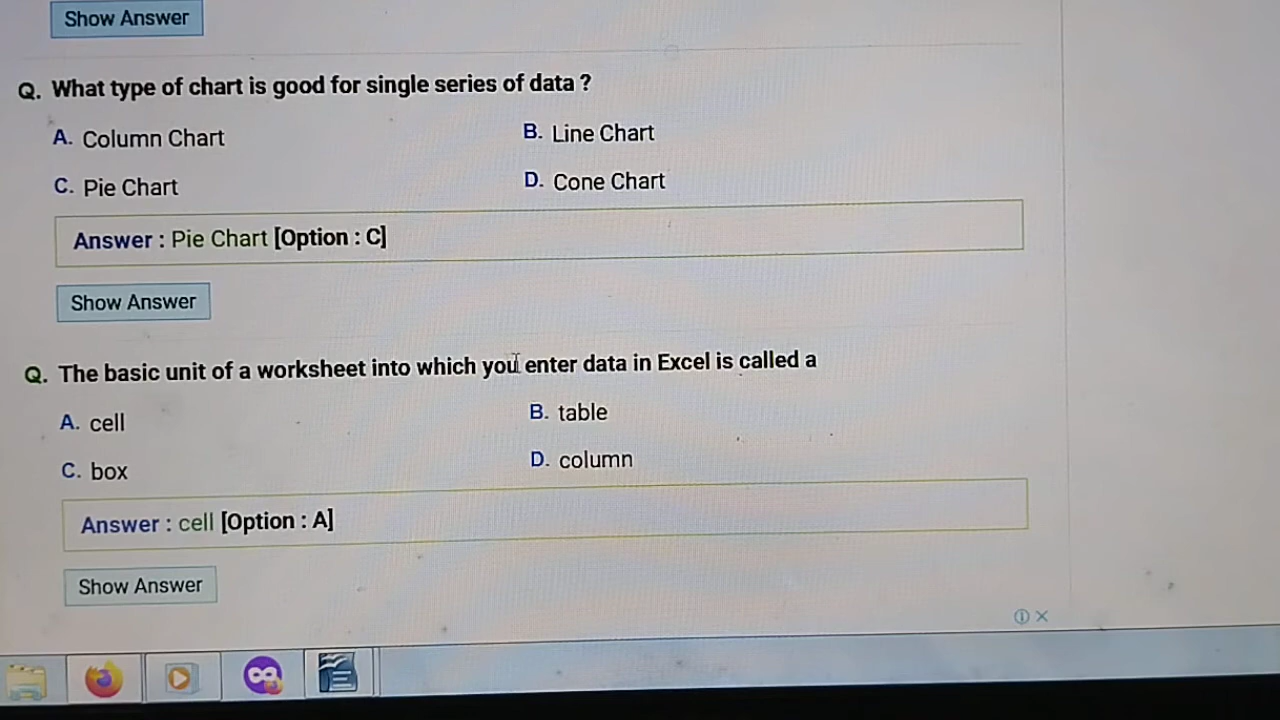 Show Answer
Q. What type of chart is good for single series of data ?
A. Column Chart
B. Line Chart
C. Pie Chart
D. Cone Chart
Answer : Pie Chart [Option : C]
Show Answer
Q. The basic unit of a worksheet into which you enter data in Excel is called a
A. cell
B. table
C. box
D. column
Answer : cell [Option : A]
Show Answer